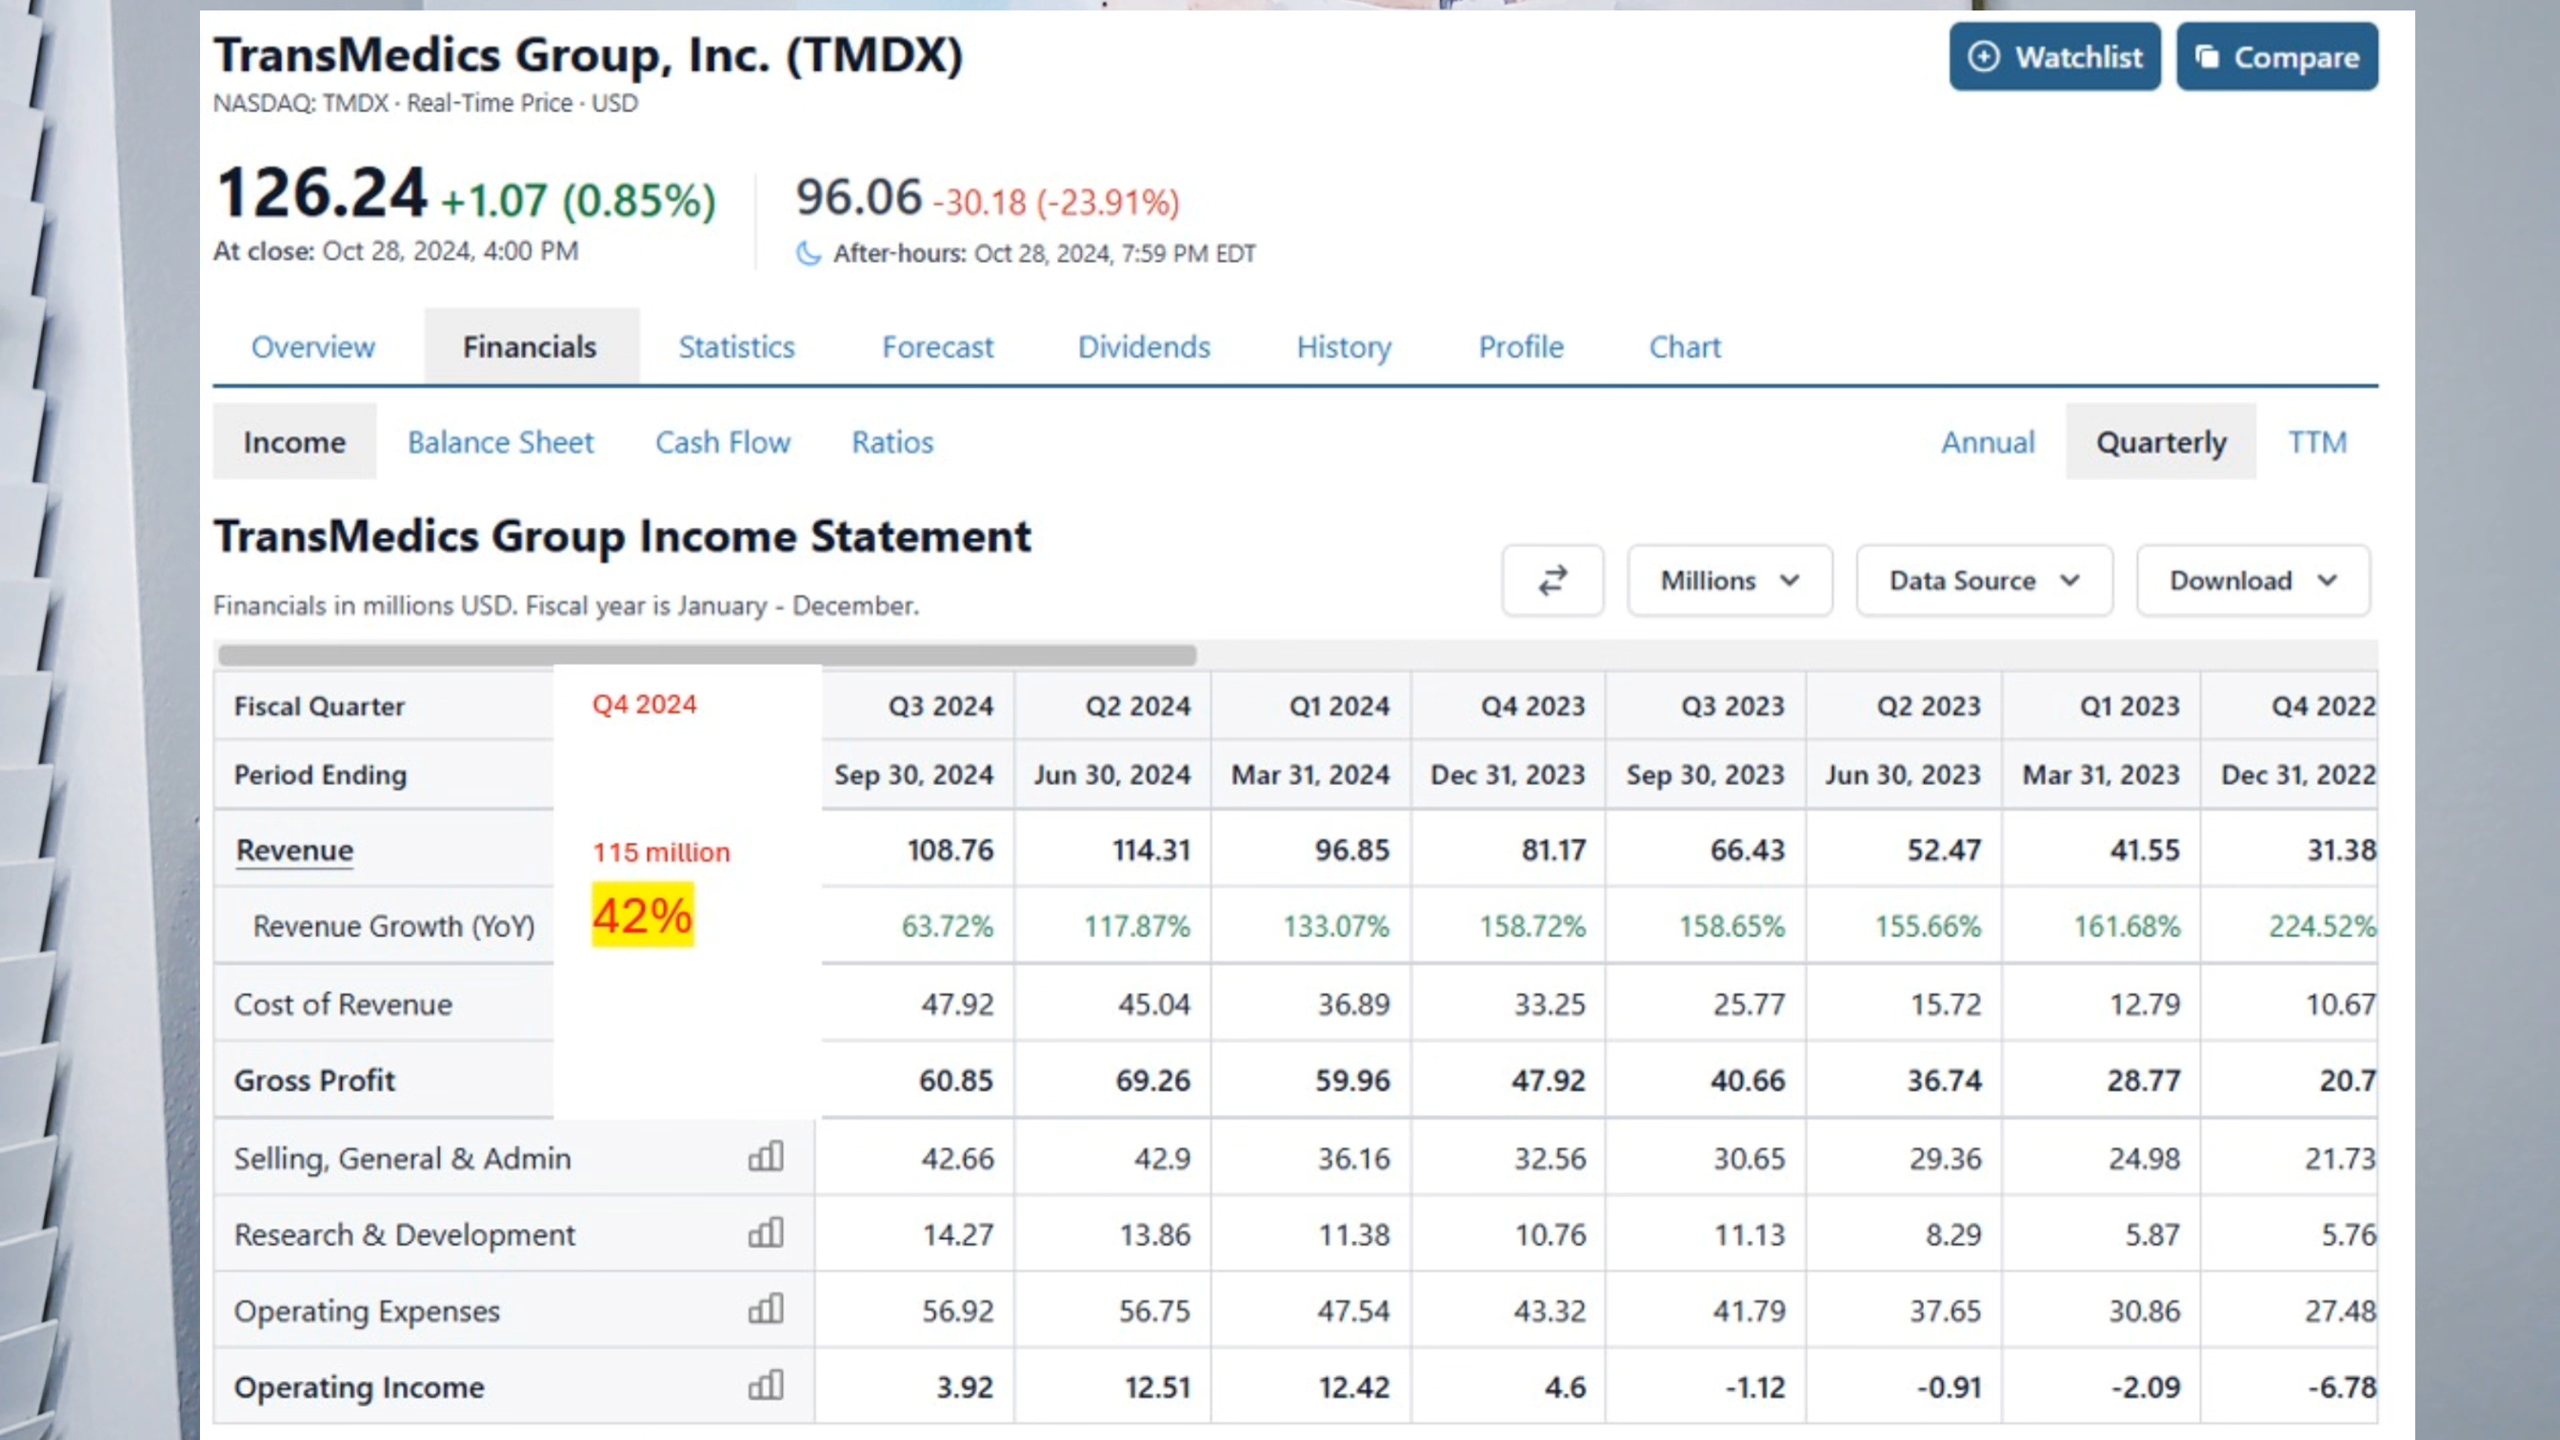 TransMedics Group, Inc. (TMDX)
Watchlist
Compare
NASDAQ: TMDX · Real-Time Price · USD
126.24 +1.07 (0.85%)
96.06 -30.18 (-23.91%)
At close: Oct 28, 2024, 4:00 PM
After-hours: Oct 28, 2024, 7:59 PM EDT
Overview Financials Statistics Forecast Dividends History Profile Chart
Income Balance Sheet Cash Flow Ratios Annual Quarterly TTM
TransMedics Group Income Statement
Millions Data Source Download
Financials in millions USD. Fiscal year is January - December.
Fiscal Quarter Q4 2024 Q3 2024 Q2 2024 Q1 2024 Q4 2023 Q3 2023 Q2 2023 Q1 2023 Q4 2022
Period Ending Sep 30, 2024 Jun 30, 2024 Mar 31, 2024 Dec 31, 2023 Sep 30, 2023 Jun 30, 2023 Mar 31, 2023 Dec 31, 2022
Revenue 115 million 108.76 114.31 96.85 81.17 66.43 52.47 41.55 31.38
Revenue Growth (YoY) 42% 63.72% 117.87% 133.07% 158.72% 158.65% 155.66% 161.68% 224.52%
Cost of Revenue 47.92 45.04 36.89 33.25 25.77 15.72 12.79 10.67
Gross Profit 60.85 69.26 59.96 47.92 40.66 36.74 28.77 20.7
Selling, General & Admin 42.66 42.9 36.16 32.56 30.65 29.36 24.98 21.73
Research & Development 14.27 13.86 11.38 10.76 11.13 8.29 5.87 5.76
Operating Expenses 56.92 56.75 47.54 43.32 41.79 37.65 30.86 27.48
Operating Income 3.92 12.51 12.42 4.6 -1.12 -0.91 -2.09 -6.78